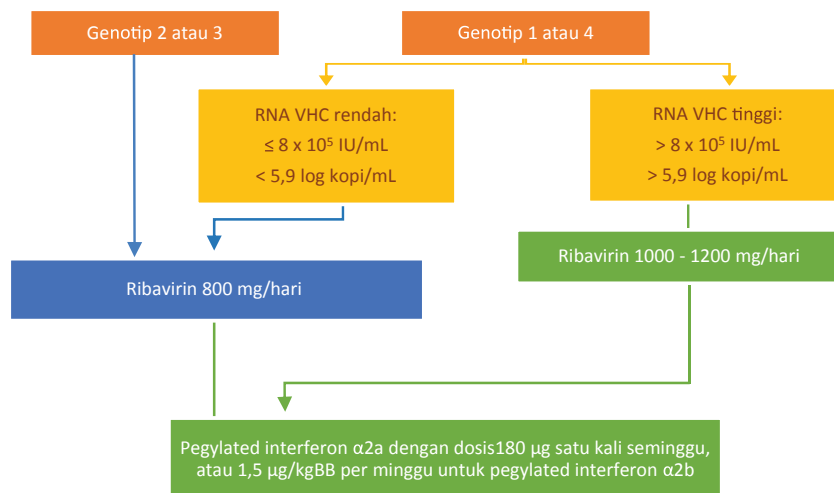 Genotip 2 atau 3
Genotip 1 atau 4
RNA VHC rendah:
≤ 8 x 10⁵ IU/mL
< 5,9 log kopi/mL
RNA VHC tinggi:
> 8 x 10⁵ IU/mL
> 5,9 log kopi/mL
Ribavirin 800 mg/hari
Ribavirin 1000 - 1200 mg/hari
Pegylated interferon α2a dengan dosis180 µg satu kali seminggu,
atau 1,5 µg/kgBB per minggu untuk pegylated interferon α2b